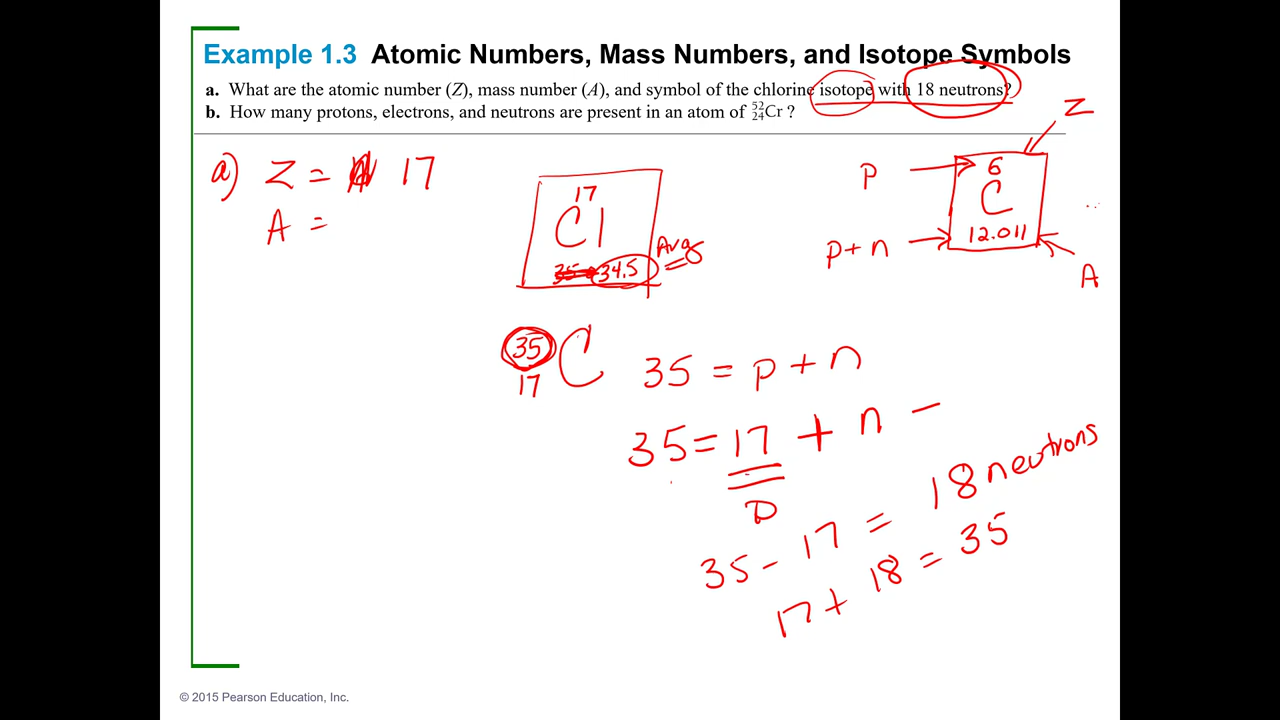 Example 1.3 Atomic Numbers, Mass Numbers, and Isotope Symbols
a. What are the atomic number (Z), mass number (A), and symbol of the chlorine isotope with 18 neutrons?
b. How many protons, electrons, and neutrons are present in an atom of ⁵²₂₄Cr ?
a) Z = 17
A =
17
Cl
34.5
Avg
Z
p
6
C
p+n
12.011
A
35
17
C
35 = p + n
35 = 17 + n -
p
35 - 17 = 18 neutrons
17 + 18 = 35
© 2015 Pearson Education, Inc.